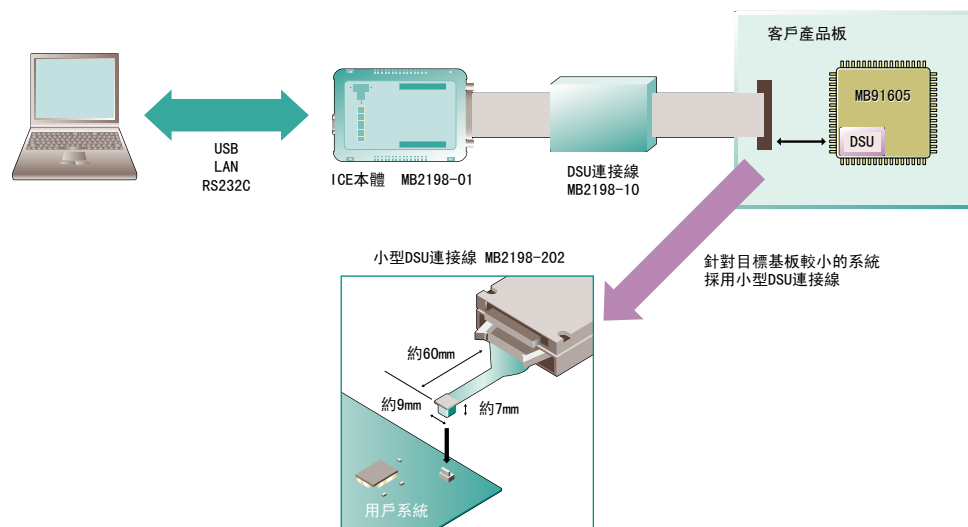 客戶產品板
MB91605
DSU
USB
LAN
RS232C
ICE本體 MB2198-01
DSU連接線
MB2198-10
小型DSU連接線 MB2198-202
針對目標基板較小的系統
採用小型DSU連接線
約60mm
約9mm
約7mm
用戶系統